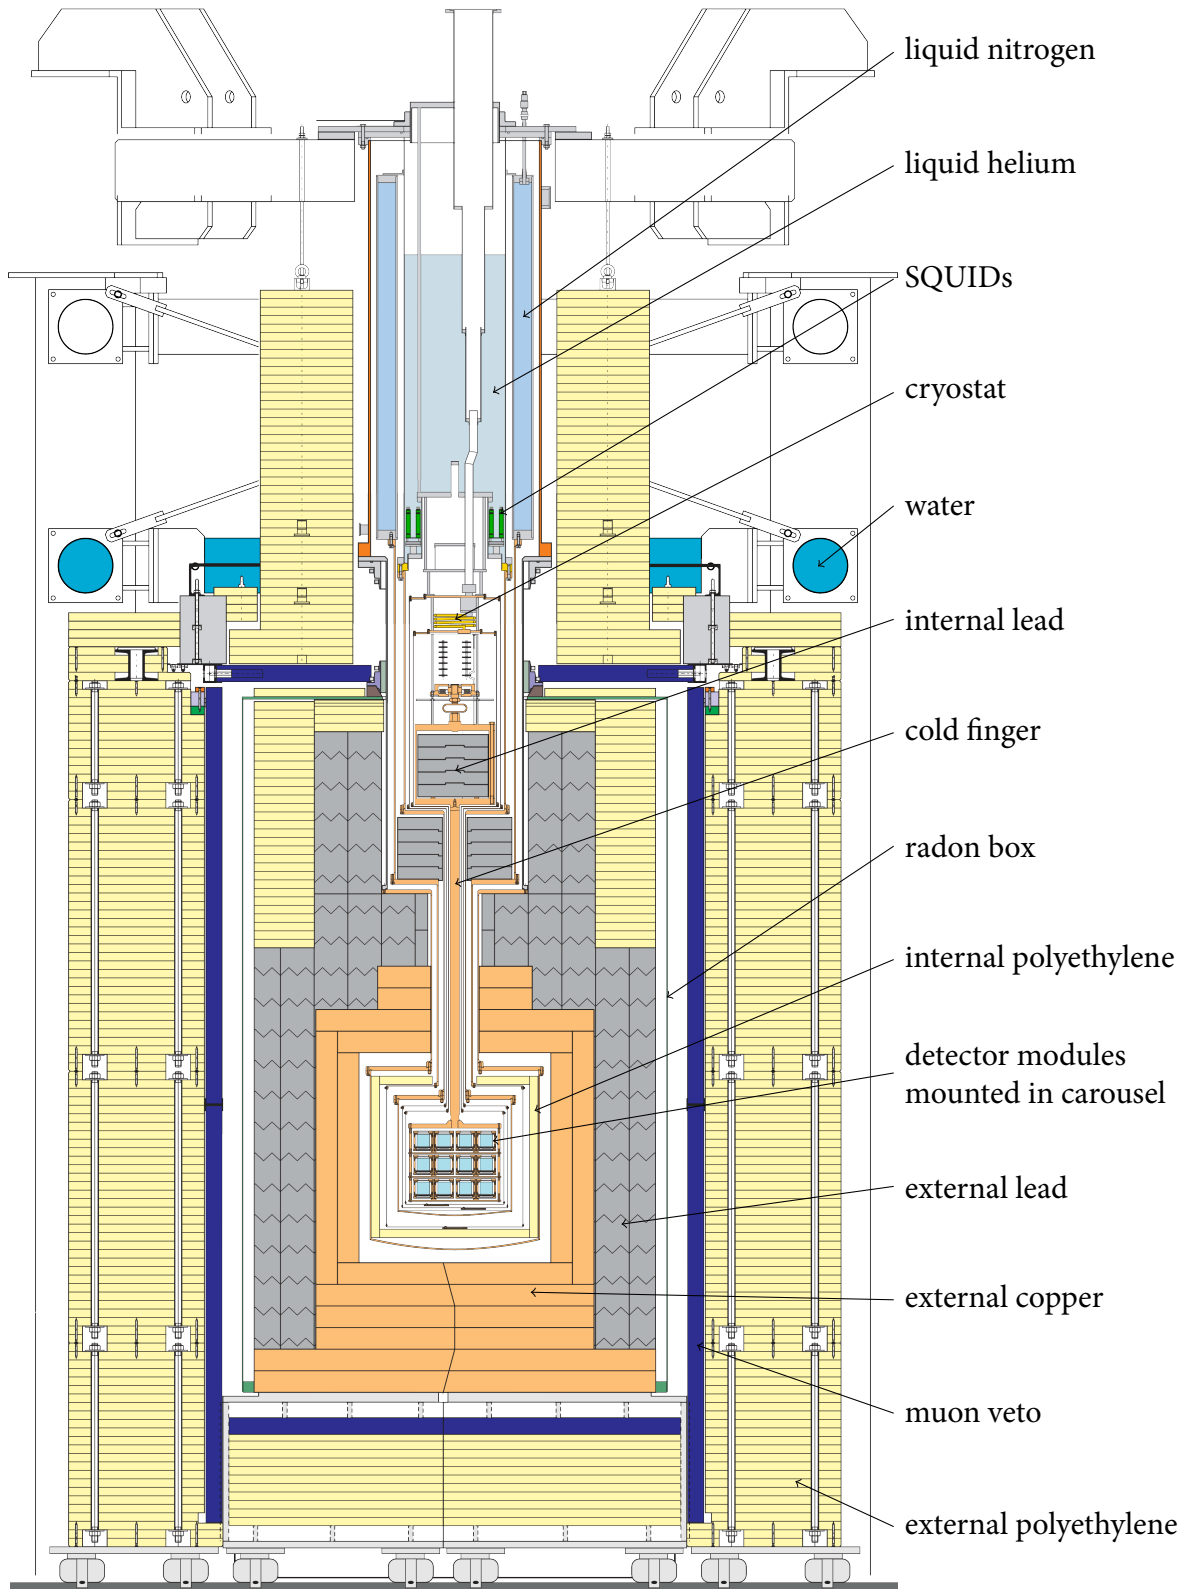 liquid nitrogen
liquid helium
SQUIDs
cryostat
water
internal lead
cold finger
radon box
internal polyethylene
detector modules
mounted in carousel
external lead
external copper
muon veto
external polyethylene